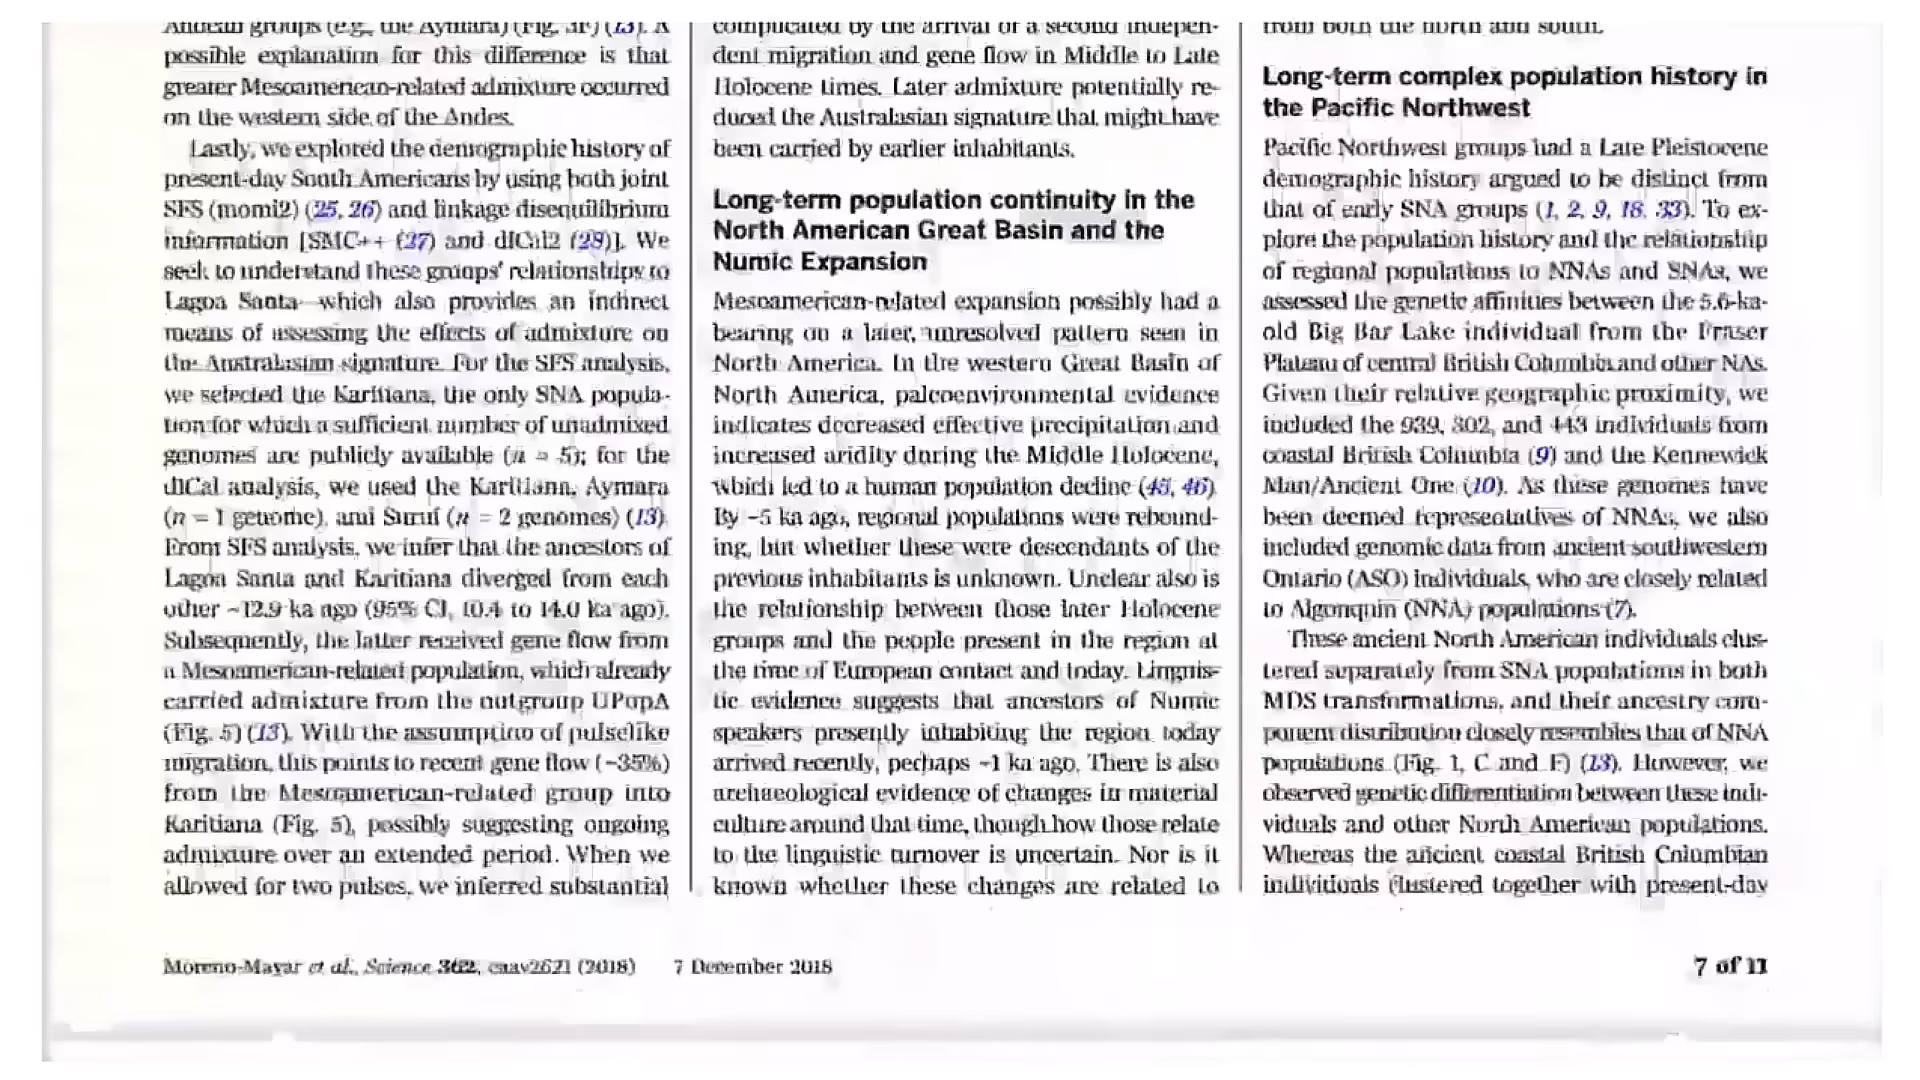 Andean groups (e.g., the Aymara) (Fig. 3F) (13). A
possible explanation for this difference is that
greater Mesoamerican-related admixture occurred
on the western side of the Andes.
Lastly, we explored the demographic history of
present-day South Americans by using both joint
SFS (momi2) (25, 26) and linkage disequilibrium
information [SMC++ (27) and diCal2 (28)]. We
seek to understand these groups' relationships to
Lagoa Santa—which also provides an indirect
means of assessing the effects of admixture on
the Australasian signature. For the SFS analysis,
we selected the Karitiana, the only SNA popula-
tion for which a sufficient number of unadmixed
genomes are publicly available (n = 5); for the
diCal analysis, we used the Karitiana, Aymara
(n = 1 genome), and Suruí (n = 2 genomes) (13).
From SFS analysis, we infer that the ancestors of
Lagoa Santa and Karitiana diverged from each
other ~12.9 ka ago (95% CI, 10.4 to 14.0 ka ago).
Subsequently, the latter received gene flow from
a Mesoamerican-related population, which already
carried admixture from the outgroup UPopA
(Fig. 5) (13). With the assumption of pulselike
migration, this points to recent gene flow (~35%)
from the Mesoamerican-related group into
Karitiana (Fig. 5), possibly suggesting ongoing
admixture over an extended period. When we
allowed for two pulses, we inferred substantial
complicated by the arrival of a second indepen-
dent migration and gene flow in Middle to Late
Holocene times. Later admixture potentially re-
duced the Australasian signature that might have
been carried by earlier inhabitants.
Long-term population continuity in the
North American Great Basin and the
Numic Expansion
Mesoamerican-related expansion possibly had a
bearing on a later, unresolved pattern seen in
North America. In the western Great Basin of
North America, paleoenvironmental evidence
indicates decreased effective precipitation and
increased aridity during the Middle Holocene,
which led to a human population decline (45, 46).
By ~5 ka ago, regional populations were rebound-
ing, but whether these were descendants of the
previous inhabitants is unknown. Unclear also is
the relationship between those later Holocene
groups and the people present in the region at
the time of European contact and today. Linguis-
tic evidence suggests that ancestors of Numic
speakers presently inhabiting the region today
arrived recently, perhaps ~1 ka ago. There is also
archaeological evidence of changes in material
culture around that time, though how those relate
to the linguistic turnover is uncertain. Nor is it
known whether these changes are related to
from both the north and south.
Long-term complex population history in
the Pacific Northwest
Pacific Northwest groups had a Late Pleistocene
demographic history argued to be distinct from
that of early SNA groups (1, 2, 9, 18, 33). To ex-
plore the population history and the relationship
of regional populations to NNAs and SNAs, we
assessed the genetic affinities between the 5.6-ka-
old Big Bar Lake individual from the Fraser
Plateau of central British Columbia and other NAs.
Given their relative geographic proximity, we
included the 939, 302, and 443 individuals from
coastal British Columbia (9) and the Kennewick
Man/Ancient One (10). As these genomes have
been deemed representatives of NNAs, we also
included genomic data from ancient southwestern
Ontario (ASO) individuals, who are closely related
to Algonquin (NNA) populations (7).
These ancient North American individuals clus-
tered separately from SNA populations in both
MDS transformations, and their ancestry com-
ponent distribution closely resembles that of NNA
populations (Fig. 1, C and F) (13). However, we
observed genetic differentiation between these indi-
viduals and other North American populations.
Whereas the ancient coastal British Columbian
individuals clustered together with present-day
Moreno-Mayar et al., Science 362, eaav2621 (2018) 7 December 2018
7 of 11